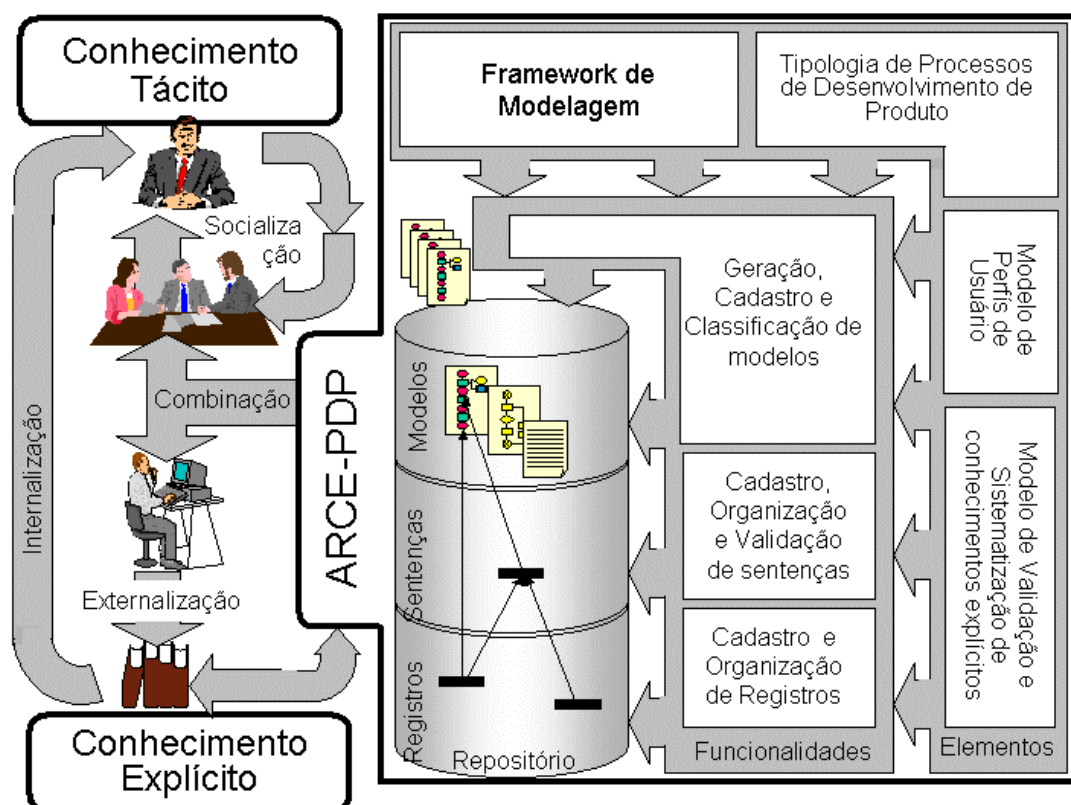 Conhecimento
Tácito
Socializa
ção
Combinação
Internalização
Externalização
Conhecimento
Explícito
ARCE-PDP
Framework de
Modelagem
Tipologia de Processos
de Desenvolvimento de
Produto
Geração,
Cadastro e
Classificação de
modelos
Cadastro,
Organização
e Validação
de sentenças
Cadastro e
Organização
de Registros
Funcionalidades
Modelos
Sentenças
Registros
Repositório
Modelo de
Perfís de
Usuário
Modelo de Validação e
Sistematização de
conhecimentos explícitos
Elementos